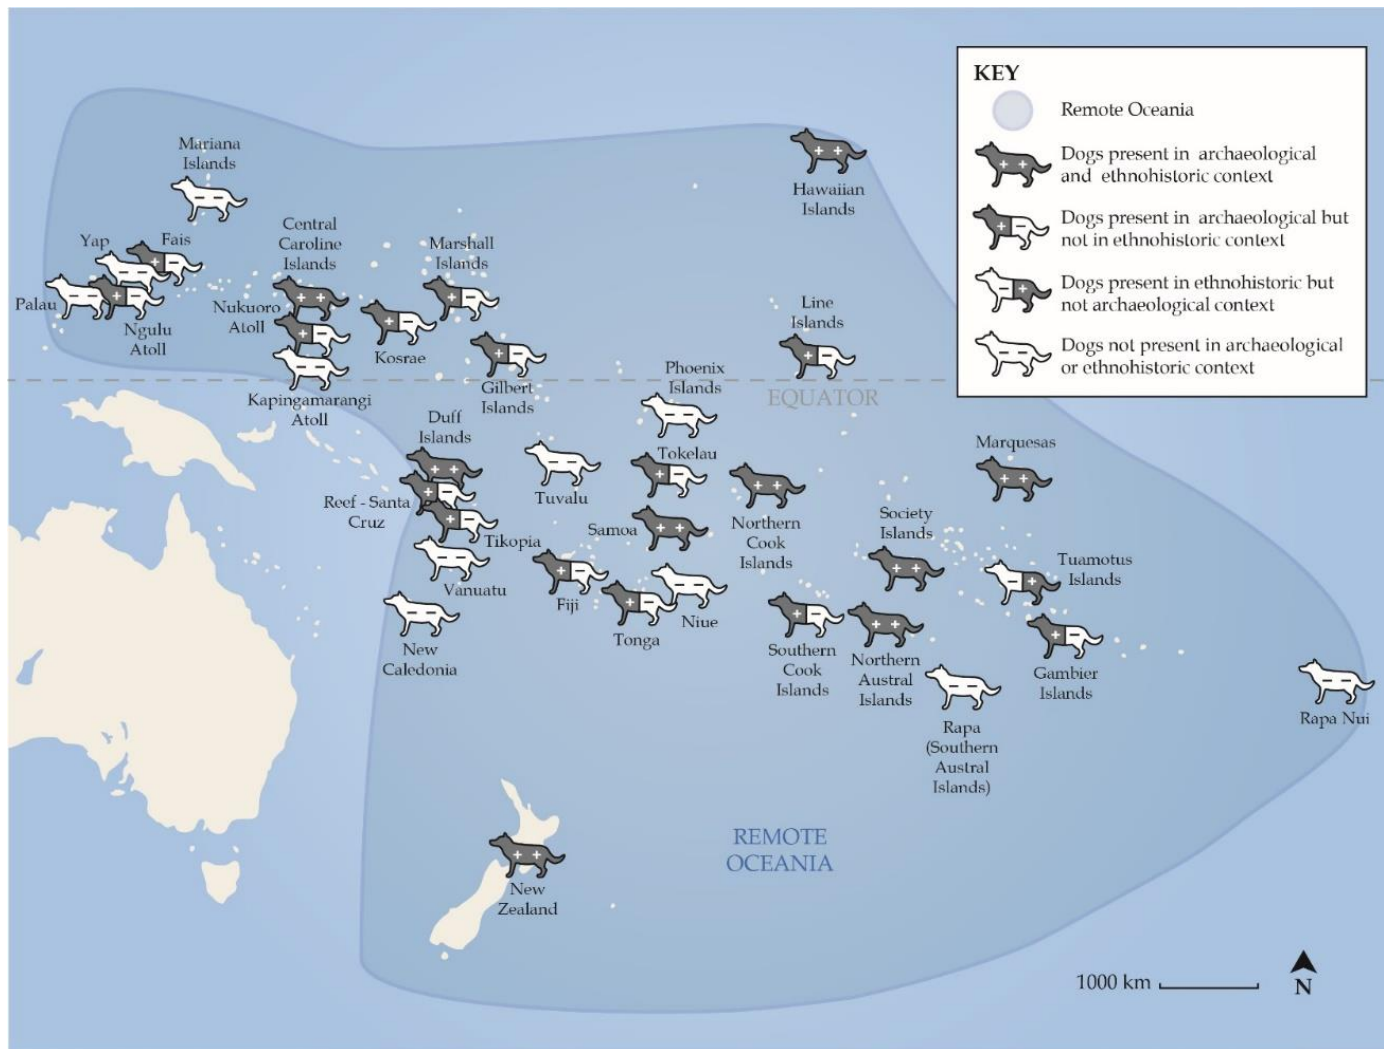 KEY
Remote Oceania
Dogs present in archaeological
and ethnohistoric context
Dogs present in archaeological but
not in ethnohistoric context
Dogs present in ethnohistoric but
not archaeological context
Dogs not present in archaeological
or ethnohistoric context
Mariana
Islands
Hawaiian
Islands
Yap
Fais
Palau
Ngulu
Atoll
Central
Caroline
Islands
Nukuoro
Atoll
Kapingamarangi
Atoll
Kosrae
Marshall
Islands
Gilbert
Islands
Line
Islands
Phoenix
Islands
EQUATOR
Duff
Islands
Reef - Santa
Cruz
Tikopia
Vanuatu
New
Caledonia
Tuvalu
Tokelau
Samoa
Fiji
Tonga
Niue
Northern
Cook
Islands
Southern
Cook
Islands
Society
Islands
Northern
Austral
Islands
Marquesas
Tuamotus
Islands
Gambier
Islands
Rapa
(Southern
Austral
Islands)
Rapa Nui
New
Zealand
REMOTE
OCEANIA
1000 km
N